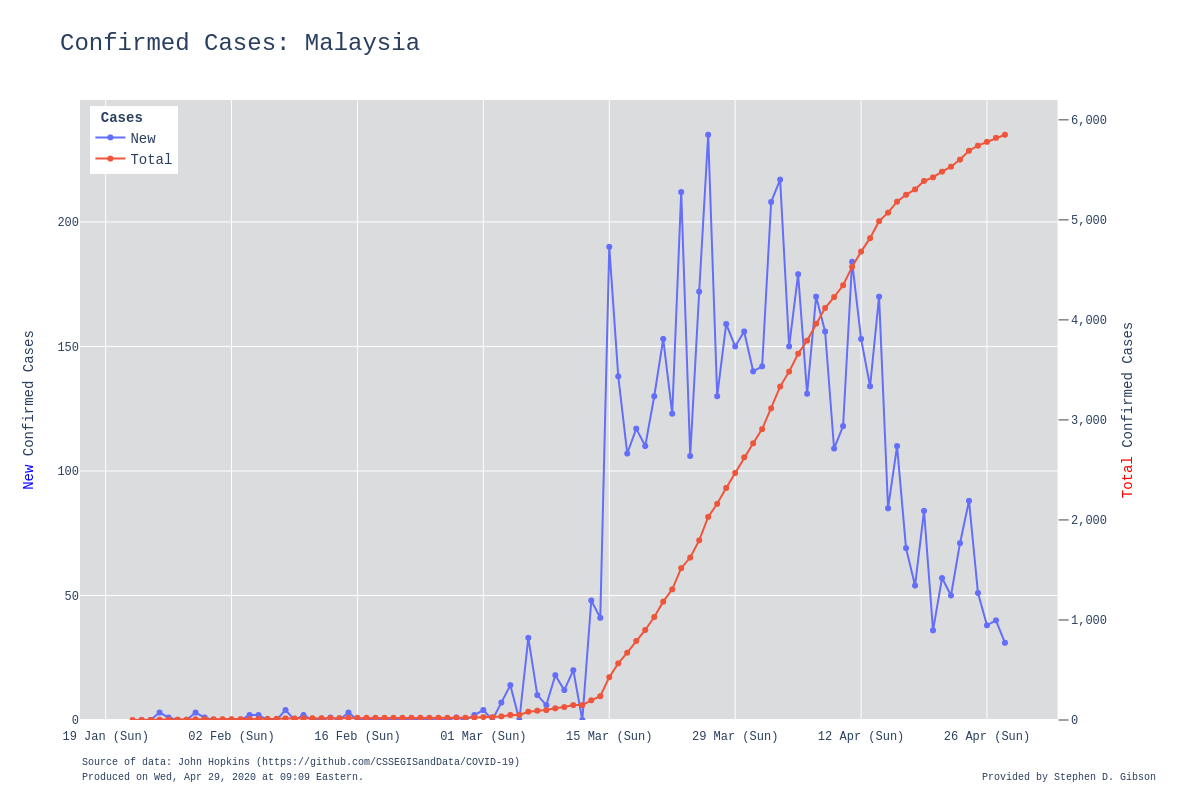 Confirmed Cases: Malaysia
Cases
New
Total
200
150
100
50
0
New Confirmed Cases
6,000
5,000
4,000
3,000
2,000
1,000
0
Total Confirmed Cases
19 Jan (Sun) 02 Feb (Sun) 16 Feb (Sun) 01 Mar (Sun) 15 Mar (Sun) 29 Mar (Sun) 12 Apr (Sun) 26 Apr (Sun)
Source of data: John Hopkins (https://github.com/CSSEGISandData/COVID-19)
Produced on Wed, Apr 29, 2020 at 09:09 Eastern.
Provided by Stephen D. Gibson